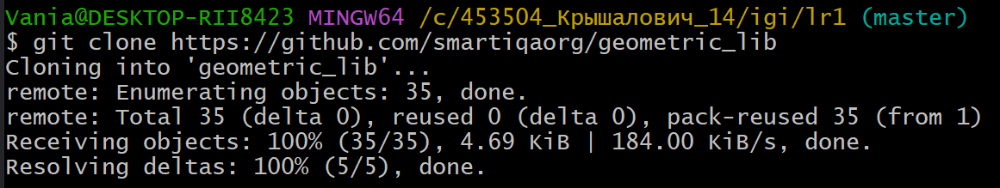 Vania@DESKTOP-RII8423 MINGW64 /c/453504_Крышалович_14/igi/lr1 (master)
$ git clone https://github.com/smartiqaorg/geometric_lib
Cloning into 'geometric_lib'...
remote: Enumerating objects: 35, done.
remote: Total 35 (delta 0), reused 0 (delta 0), pack-reused 35 (from 1)
Receiving objects: 100% (35/35), 4.69 KiB | 184.00 KiB/s, done.
Resolving deltas: 100% (5/5), done.